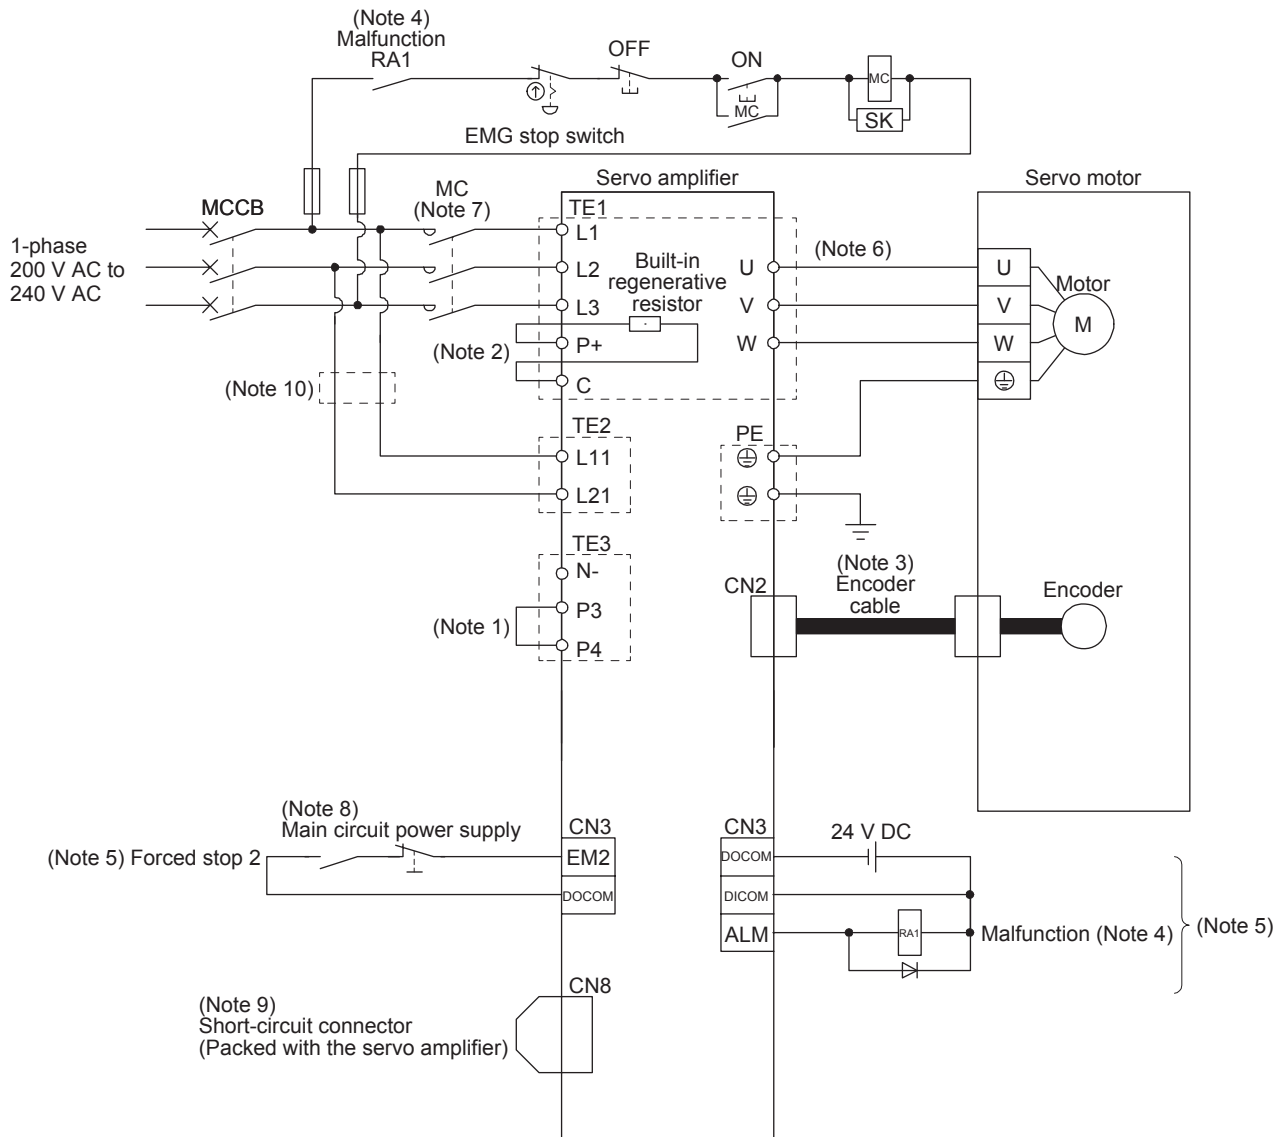 (Note 4)
Malfunction
RA1
OFF
ON
MC
MC
SK
EMG stop switch
MCCB
MC
(Note 7)
Servo amplifier
Servo motor
1-phase
200 V AC to
240 V AC
TE1
L1
L2
L3
P+
C
Built-in
regenerative
resistor
U
V
W
(Note 6)
U
V
W
Motor
M
(Note 2)
(Note 10)
TE2
L11
L21
PE
TE3
N-
P3
P4
(Note 1)
CN2
(Note 3)
Encoder
cable
Encoder
(Note 8)
Main circuit power supply
(Note 5) Forced stop 2
CN3
EM2
DOCOM
CN3
DOCOM
DICOM
ALM
24 V DC
RA1
Malfunction (Note 4)
(Note 5)
CN8
(Note 9)
Short-circuit connector
(Packed with the servo amplifier)